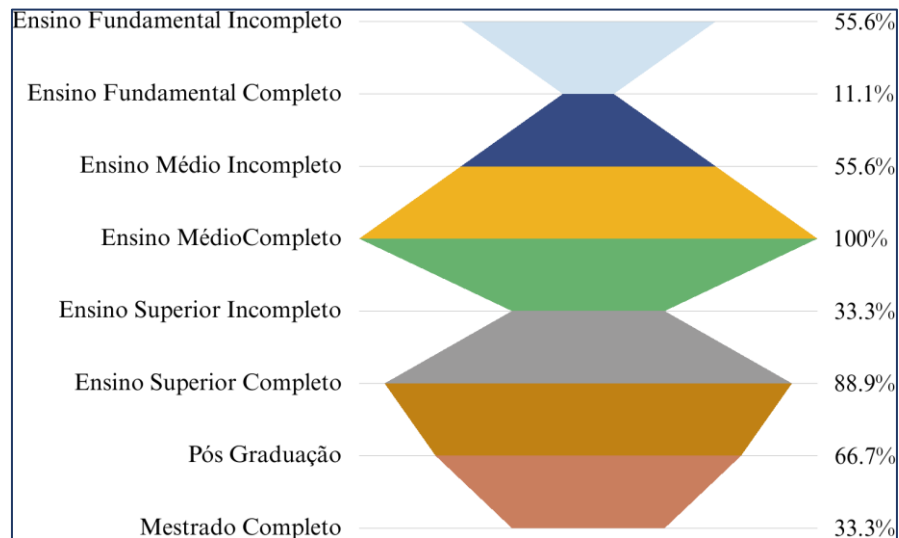 Ensino Fundamental Incompleto 55.6%
Ensino Fundamental Completo 11.1%
Ensino Médio Incompleto 55.6%
Ensino MédioCompleto 100%
Ensino Superior Incompleto 33.3%
Ensino Superior Completo 88.9%
Pós Graduação 66.7%
Mestrado Completo 33.3%